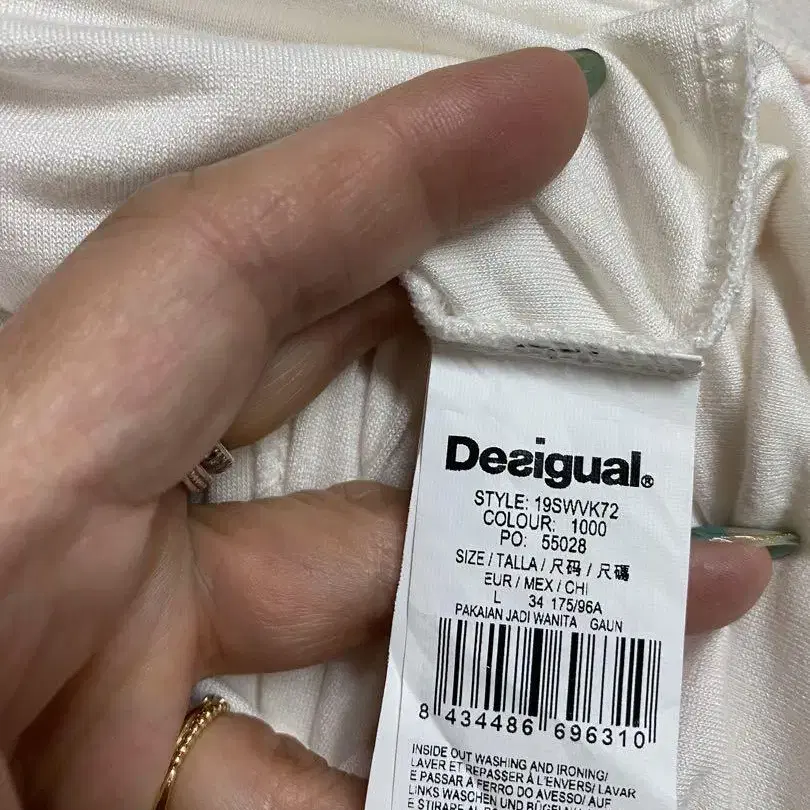 Desigual®
STYLE: 19SWVK72
COLOUR: 1000
PO: 55028
SIZE / TALLA / 尺码 / 尺碼
EUR / MEX / CHI
L 34 175/96A
PAKAIAN JADI WANITA GAUN
8 434486 696310
INSIDE OUT WASHING AND IRONING/
LAVER ET REPASSER À L'ENVERS/ LAVAR
E PASSAR A FERRO DO AVESSO/ AUF
LINKS WASCHEN UND BÜGELN/
E STIRARE